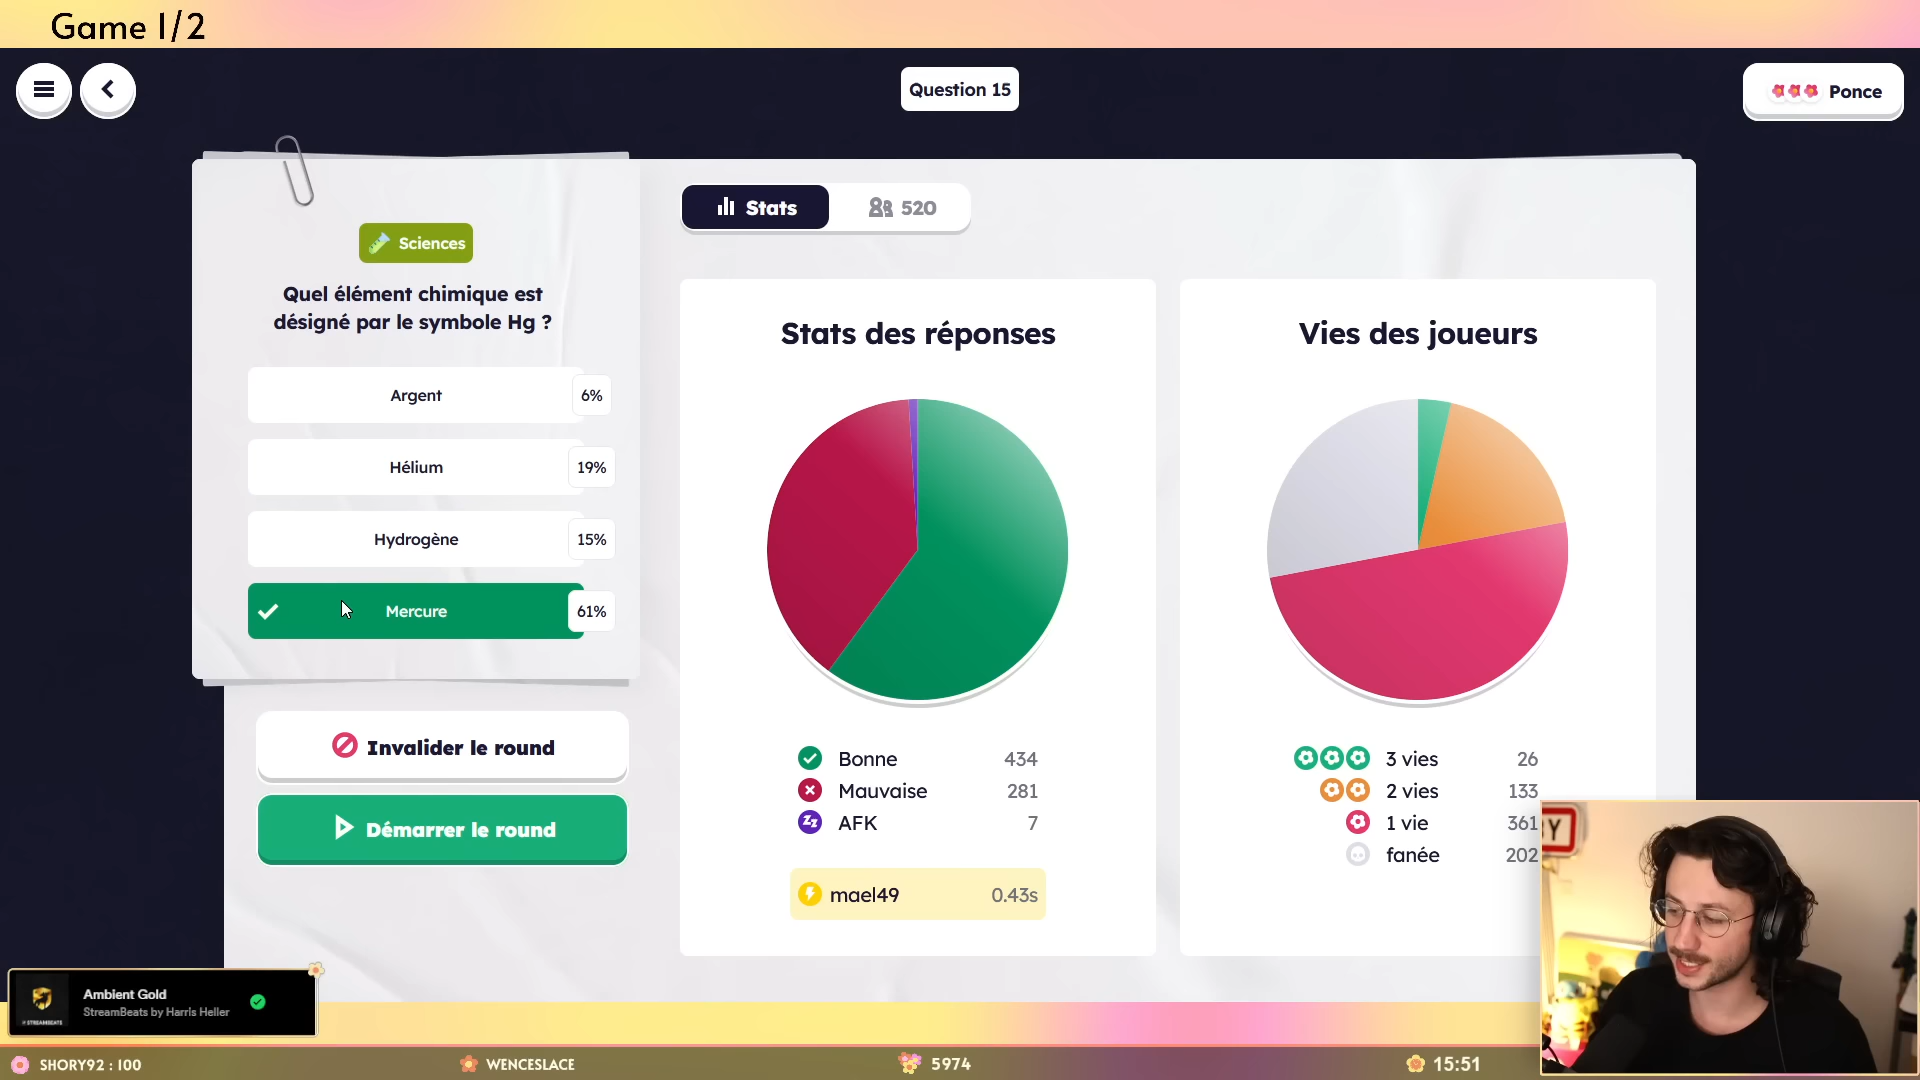 Game 1/2
Question 15
Ponce
Stats
520
Sciences
Quel élément chimique est
désigné par le symbole Hg ?
Argent
6%
Hélium
19%
Hydrogène
15%
Mercure
61%
Invalider le round
Démarrer le round
Stats des réponses
Bonne
434
Mauvaise
281
AFK
7
mael49
0.43s
Vies des joueurs
3 vies
26
2 vies
133
1 vie
361
fanée
202
Ambient Gold
StreamBeats by Harris Heller
STREAMBEATS
SHORY92 : 100
WENCESLACE
5974
15:51
Y